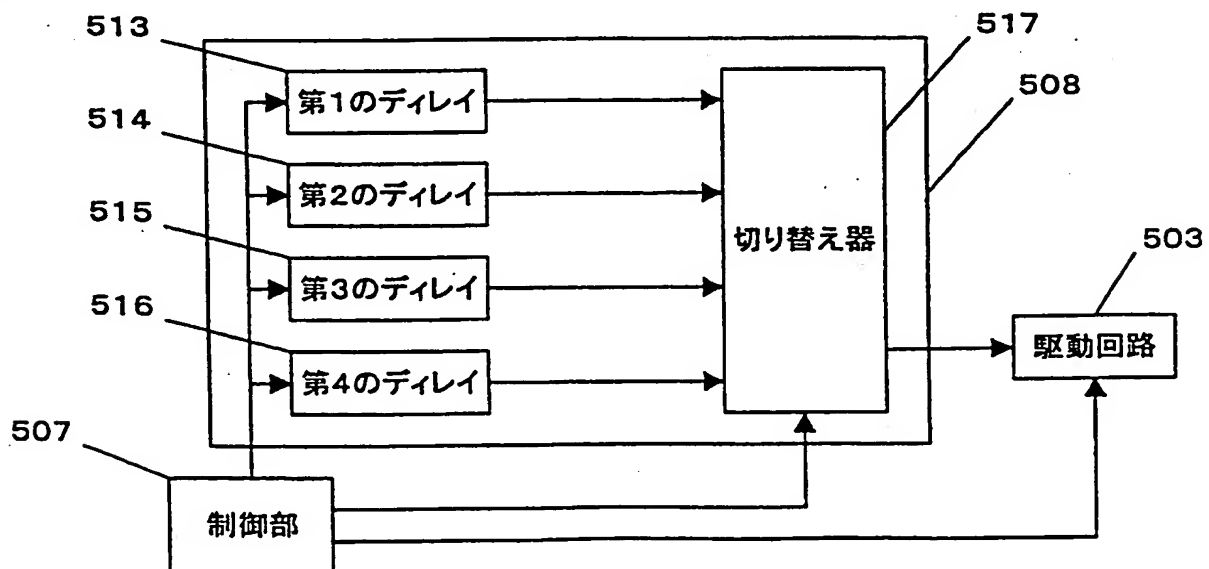 513
第1のディレイ
517
508
514
第2のディレイ
515
切り替え器
503
第3のディレイ
516
駆動回路
第4のディレイ
507
制御部